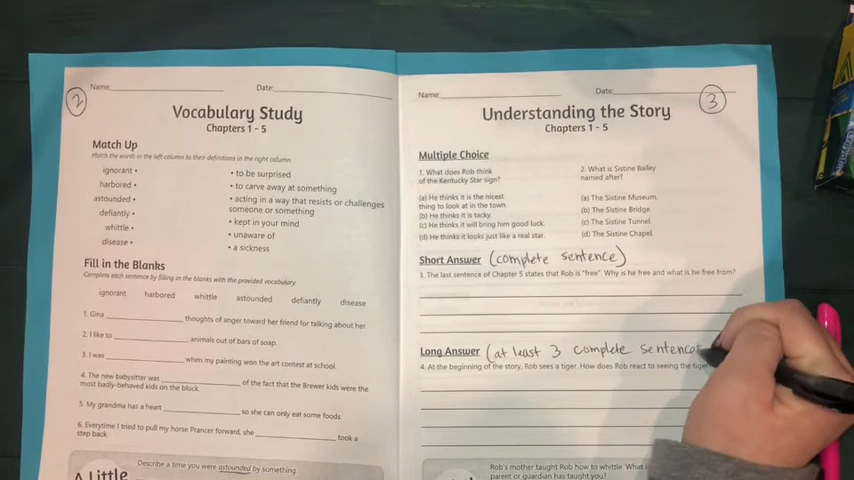 2
Name:
Date:
Vocabulary Study
Chapters 1 - 5
Match Up
Match the words in the left column to their definitions in the right column.
ignorant •
harbored •
astounded •
defiantly •
whittle •
disease •
• to be surprised
• to carve away at something
• acting in a way that resists or challenges
someone or something
• kept in your mind
• unaware of
• a sickness
Fill in the Blanks
Complete each sentence by filling in the blanks with the provided vocabulary.
ignorant harbored whittle astounded defiantly disease
1. Gina thoughts of anger toward her friend for talking about her.
2. I like to animals out of bars of soap.
3. I was when my painting won the art contest at school.
4. The new babysitter was of the fact that the Brewer kids were the
most badly-behaved kids on the block.
5. My grandma has a heart so she can only eat some foods.
6. Everytime I tried to pull my horse Prancer forward, she took a
step back.
A Little
Describe a time you were astounded by something.
Name:
Date:
3
Understanding the Story
Chapters 1 - 5
Multiple Choice
1. What does Rob think
of the Kentucky Star sign?
(a) He thinks it is the nicest
thing to look at in the town.
(b) He thinks it is tacky.
(c) He thinks it will bring him good luck.
(d) He thinks it looks just like a real star.
2. What is Sistine Bailey
named after?
(a) The Sistine Museum.
(b) The Sistine Bridge.
(c) The Sistine Tunnel.
(d) The Sistine Chapel.
Short Answer (complete sentence)
3. The last sentence of Chapter 5 states that Rob is "free". Why is he free and what is he free from?
Long Answer (at least 3 complete sentence
4. At the beginning of the story, Rob sees a tiger. How does Rob react to seeing the tiger
Rob's mother taught Rob how to whittle. What
parent or guardian has taught you?